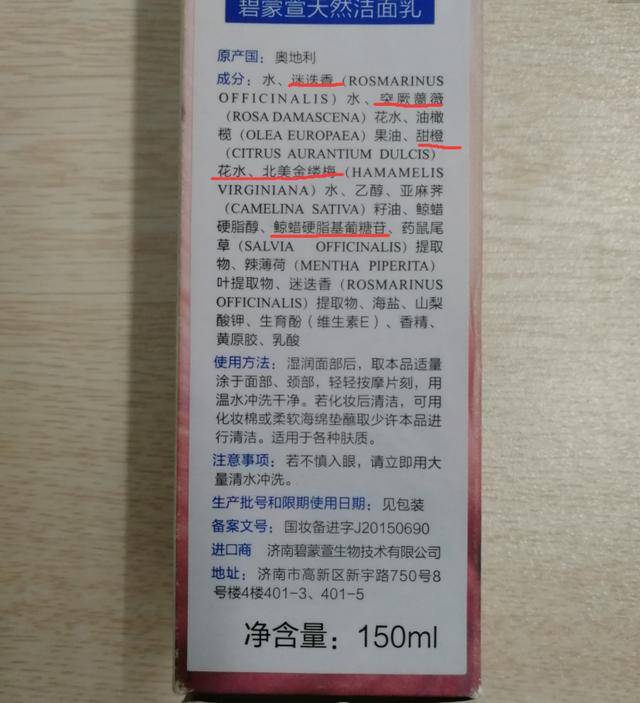 碧蒙萱天然洁面乳
原产国：奥地利
成分：水、迷迭香（ROSMARINUS
OFFICINALIS）水、突厥蔷薇
（ROSA DAMASCENA）花水、油橄
榄（OLEA EUROPAEA）果油、甜橙
（CITRUS AURANTIUM DULCIS）
花水、北美金缕梅（HAMAMELIS
VIRGINIANA）水、乙醇、亚麻荠
（CAMELINA SATIVA）籽油、鲸蜡
硬脂醇、鲸蜡硬脂基葡糖苷、药鼠尾
草（SALVIA OFFICINALIS）提取
物、辣薄荷（MENTHA PIPERITA）
叶提取物、迷迭香（ROSMARINUS
OFFICINALIS）提取物、海盐、山梨
酸钾、生育酚（维生素E）、香精、
黄原胶、乳酸
使用方法：湿润面部后，取本品适量
涂于面部、颈部，轻轻按摩片刻，用
温水冲洗干净。若化妆后清洁，可用
化妆棉或柔软海绵垫蘸取少许本品进
行清洁。适用于各种肤质。
注意事项：若不慎入眼，请立即用大
量清水冲洗。
生产批号和限期使用日期：见包装
备案文号：国妆备进字J20150690
进口商 济南碧蒙萱生物技术有限公司
地址：济南市高新区新宇路750号8
号楼4楼401-3、401-5
净含量：150ml